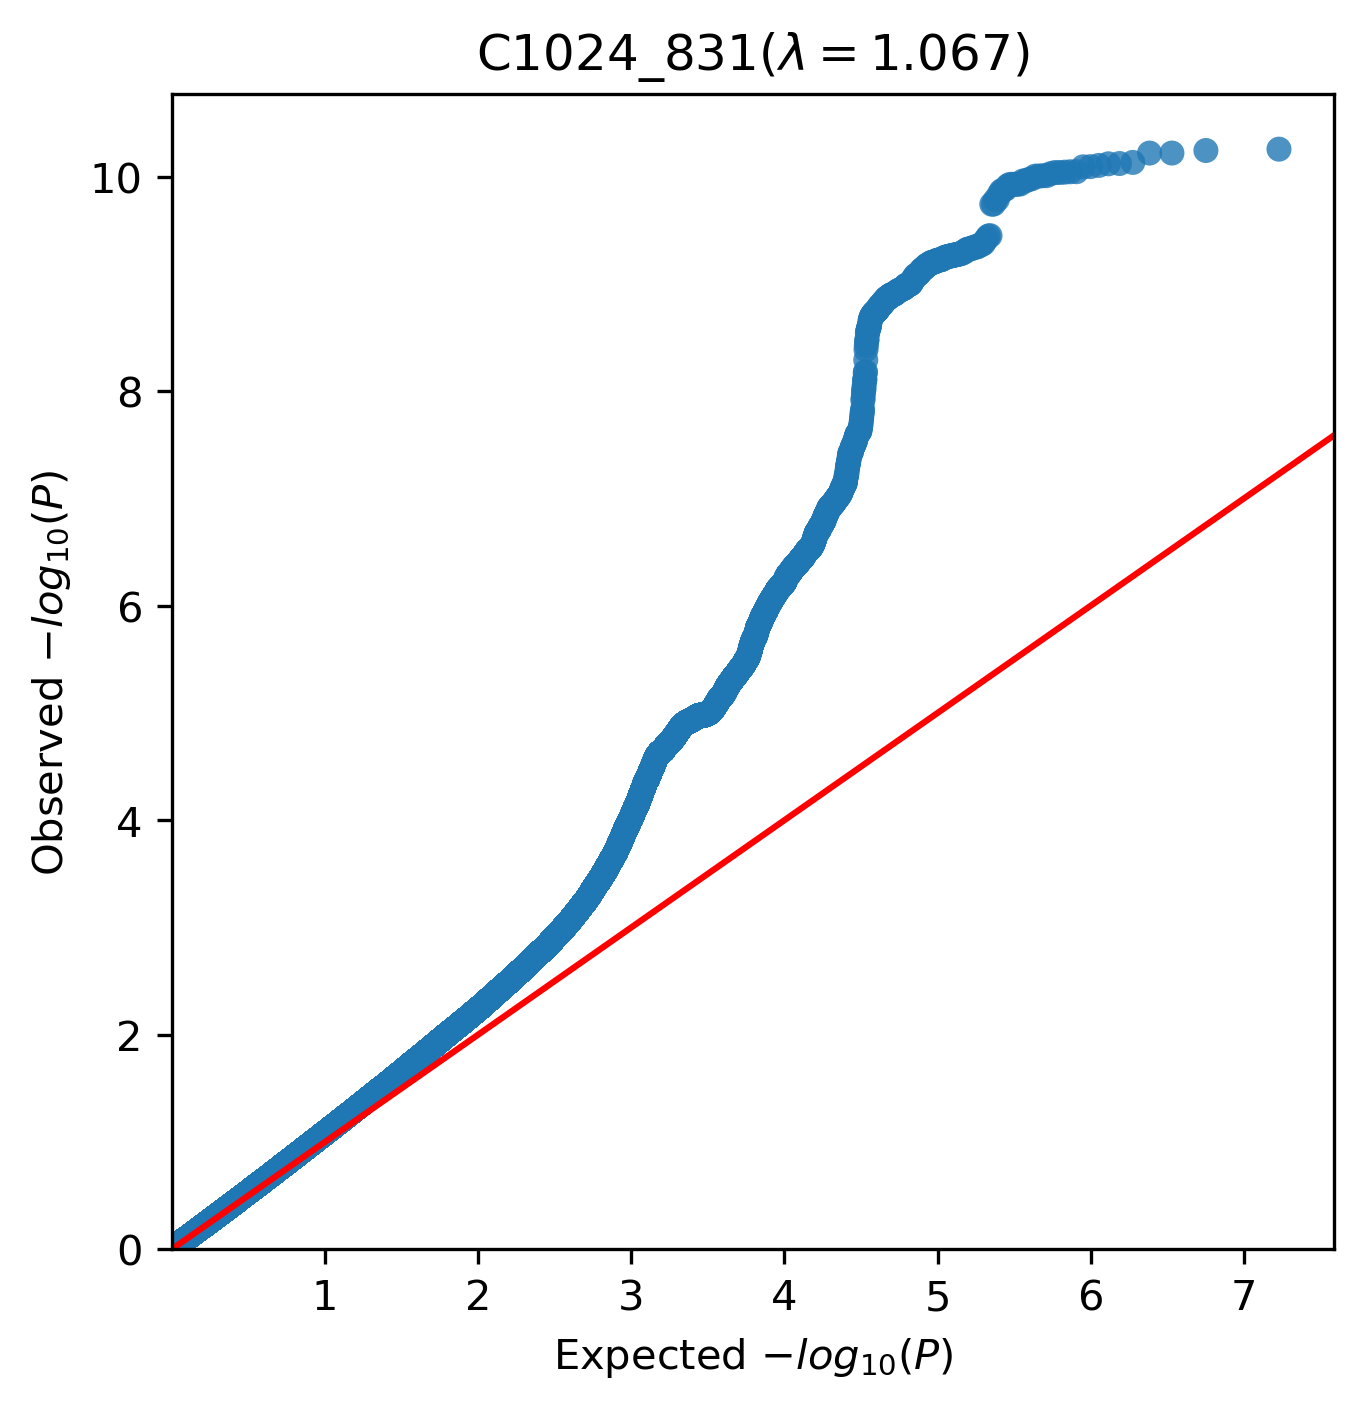 C1024_831(λ = 1.067)
Observed −log₁₀(P)
10
8
6
4
2
0
1 2 3 4 5 6 7
Expected −log₁₀(P)